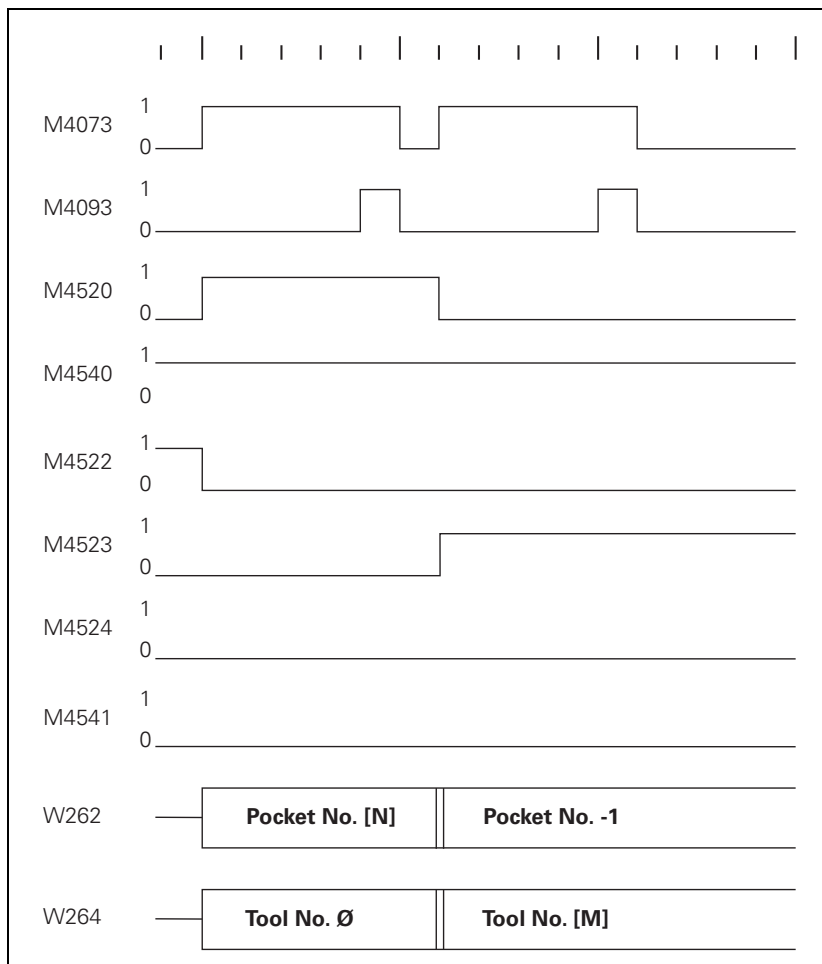 M4073 1
0
M4093 1
0
M4520 1
0
M4540 1
0
M4522 1
0
M4523 1
0
M4524 1
0
M4541 1
0
W262 Pocket No. [N] Pocket No. -1
W264 Tool No. Ø Tool No. [M]